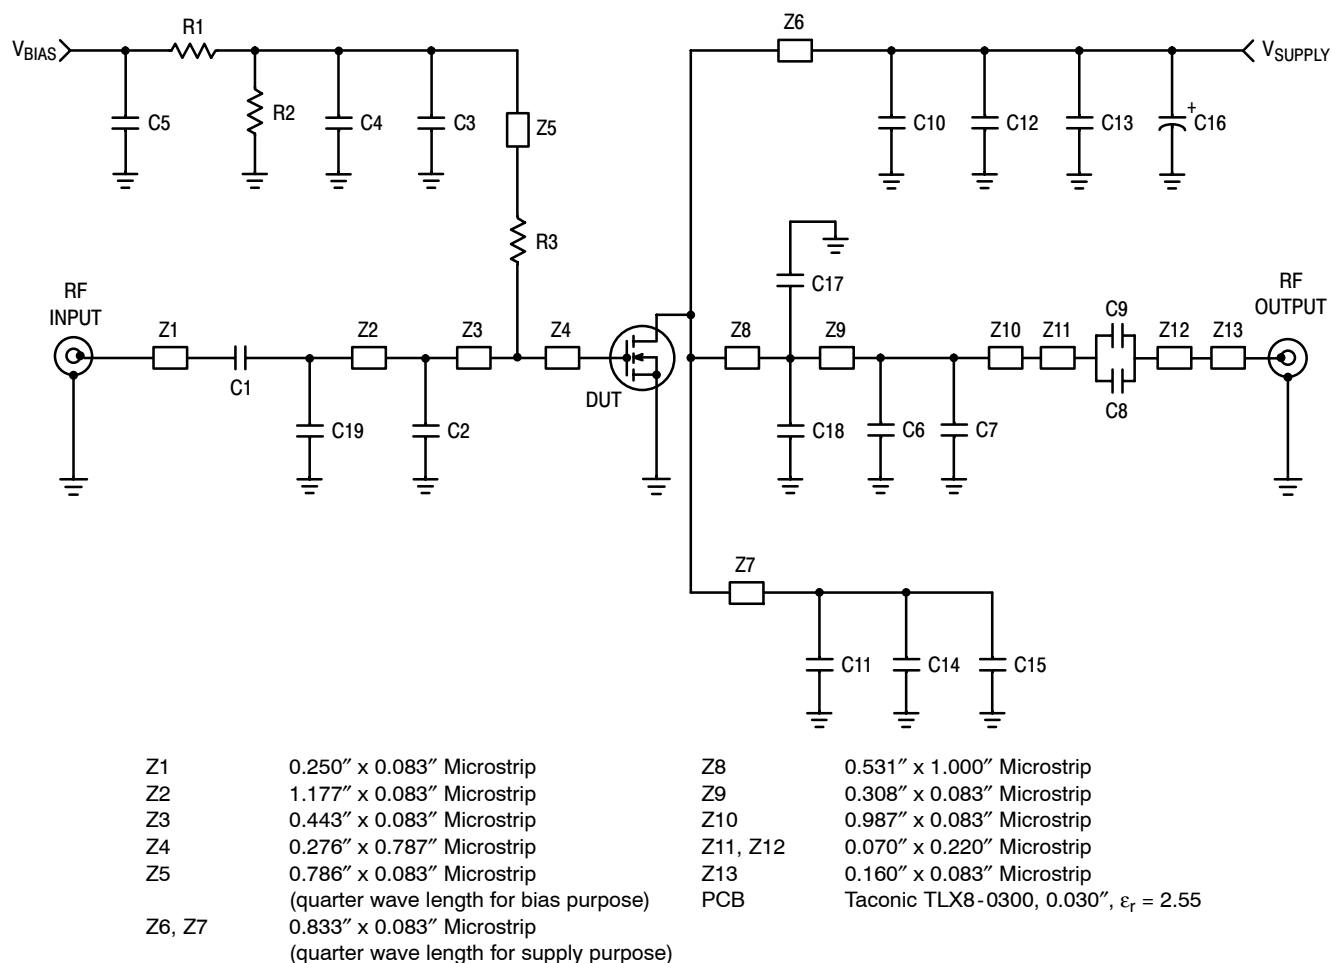 V_BIAS
R1
C5
R2
C4
C3
Z5
R3
Z6
V_SUPPLY
C10
C12
C13
+
C16
RF
INPUT
Z1
C1
C19
Z2
C2
Z3
Z4
DUT
Z8
C17
C18
Z9
C6
C7
Z10
Z11
C9
C8
Z12
Z13
RF
OUTPUT
Z7
C11
C14
C15
Z1 0.250″ x 0.083″ Microstrip
Z2 1.177″ x 0.083″ Microstrip
Z3 0.443″ x 0.083″ Microstrip
Z4 0.276″ x 0.787″ Microstrip
Z5 0.786″ x 0.083″ Microstrip
(quarter wave length for bias purpose)
Z6, Z7 0.833″ x 0.083″ Microstrip
(quarter wave length for supply purpose)
Z8 0.531″ x 1.000″ Microstrip
Z9 0.308″ x 0.083″ Microstrip
Z10 0.987″ x 0.083″ Microstrip
Z11, Z12 0.070″ x 0.220″ Microstrip
Z13 0.160″ x 0.083″ Microstrip
PCB Taconic TLX8-0300, 0.030″, ε_r = 2.55